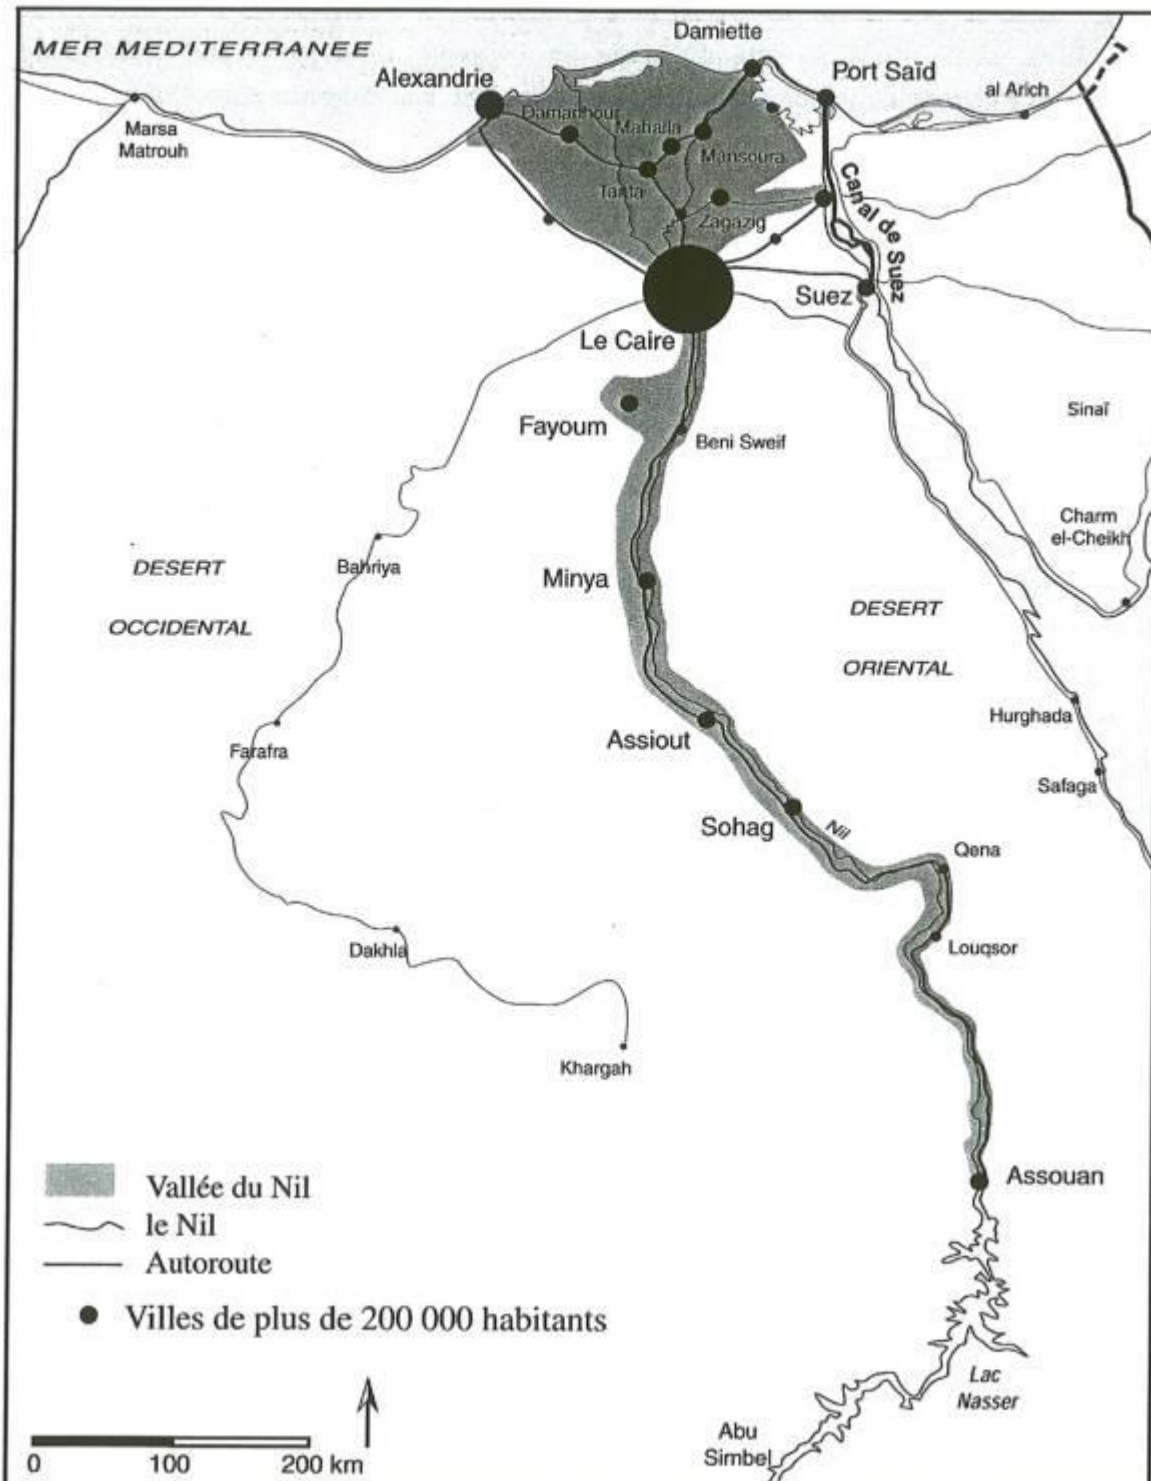 MER MEDITERRANEE
Damiette
Alexandrie
Port Saïd
al Arich
Marsa
Matrouh
Damanhour
Mahalla
Mansoura
Tanta
Zagazig
Canal de Suez
Suez
Le Caire
Sinaï
Fayoum
Beni Sweif
Charm
el-Cheikh
DESERT
OCCIDENTAL
Bahriya
Minya
DESERT
ORIENTAL
Hurghada
Farafra
Assiout
Safaga
Sohag
Nil
Qena
Dakhla
Louqsor
Khargah
Assouan
Vallée du Nil
le Nil
Autoroute
Villes de plus de 200 000 habitants
Lac
Nasser
Abu
Simbel
0 100 200 km